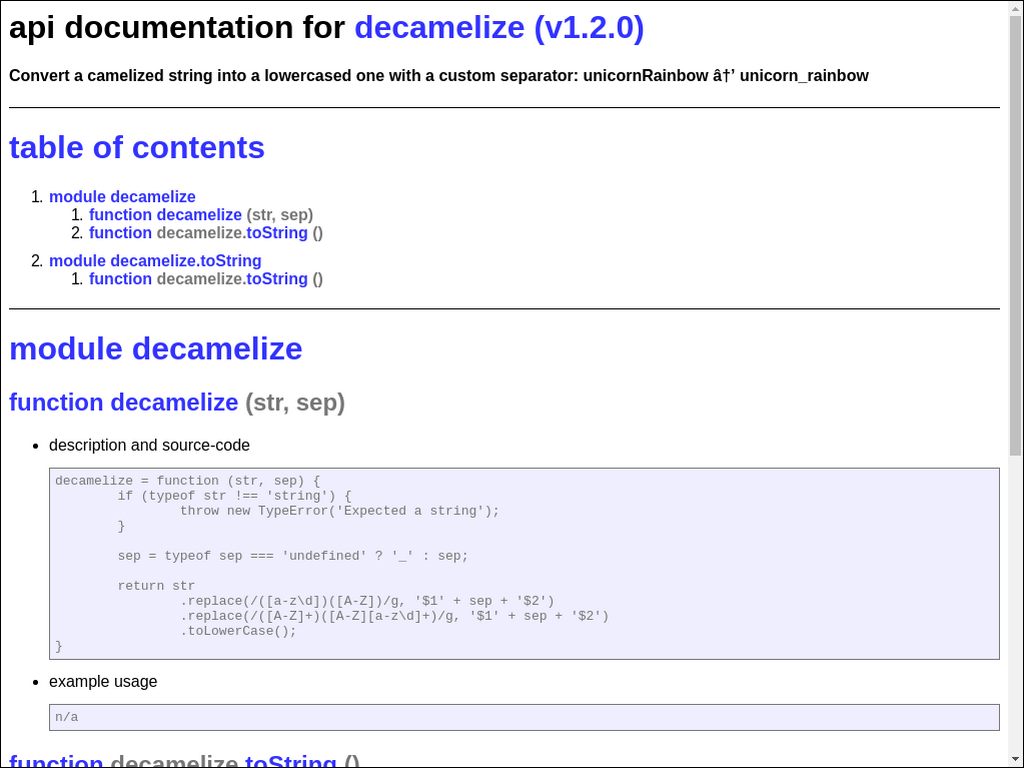 api documentation for decamelize (v1.2.0)
Convert a camelized string into a lowercased one with a custom separator: unicornRainbow â†’ unicorn_rainbow
table of contents
1. module decamelize
1. function decamelize (str, sep)
2. function decamelize.toString ()
2. module decamelize.toString
1. function decamelize.toString ()
module decamelize
function decamelize (str, sep)
• description and source-code
decamelize = function (str, sep) {
        if (typeof str !== 'string') {
                throw new TypeError('Expected a string');
        }
        sep = typeof sep === 'undefined' ? '_' : sep;
        return str
                .replace(/([a-z\d])([A-Z])/g, '$1' + sep + '$2')
                .replace(/([A-Z]+)([A-Z][a-z\d]+)/g, '$1' + sep + '$2')
                .toLowerCase();
}
• example usage
n/a
function decamelize.toString ()